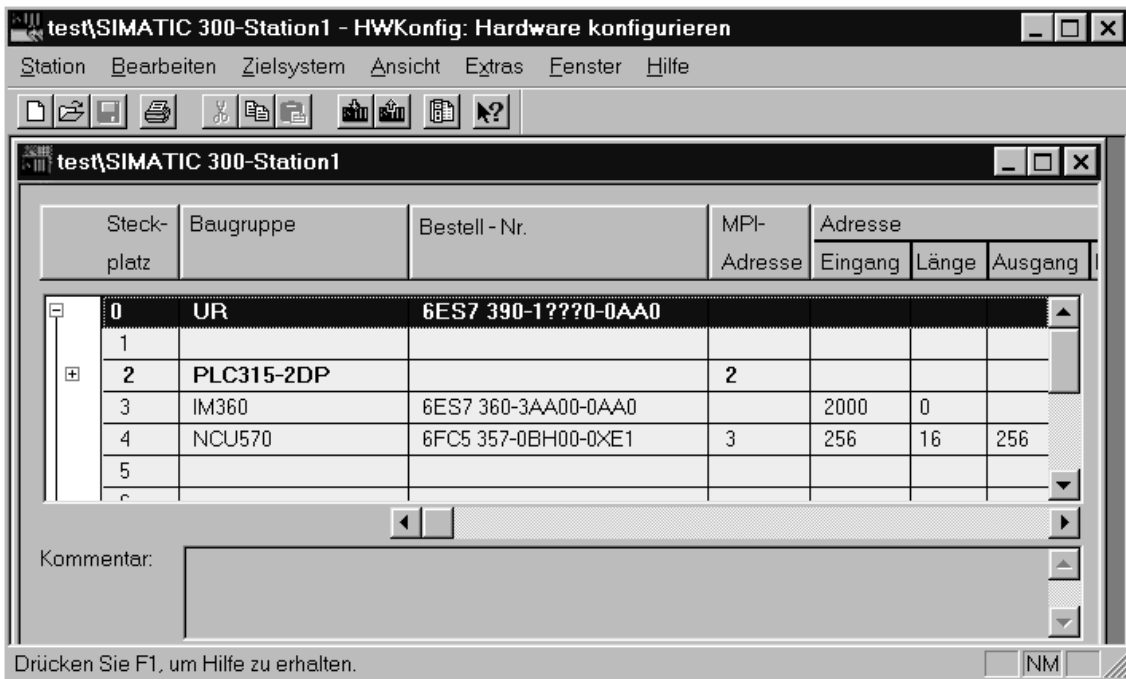 test\SIMATIC 300-Station1 - HWKonfig: Hardware konfigurieren
Station Bearbeiten Zielsystem Ansicht Extras Fenster Hilfe
test\SIMATIC 300-Station1
Steck-platz Baugruppe Bestell - Nr. MPI-Adresse Adresse
Eingang Länge Ausgang
0 UR 6ES7 390-1???0-0AA0
1
2 PLC315-2DP 2
3 IM360 6ES7 360-3AA00-0AA0 2000 0
4 NCU570 6FC5 357-0BH00-0XE1 3 256 16 256
5
Kommentar:
Drücken Sie F1, um Hilfe zu erhalten. NM